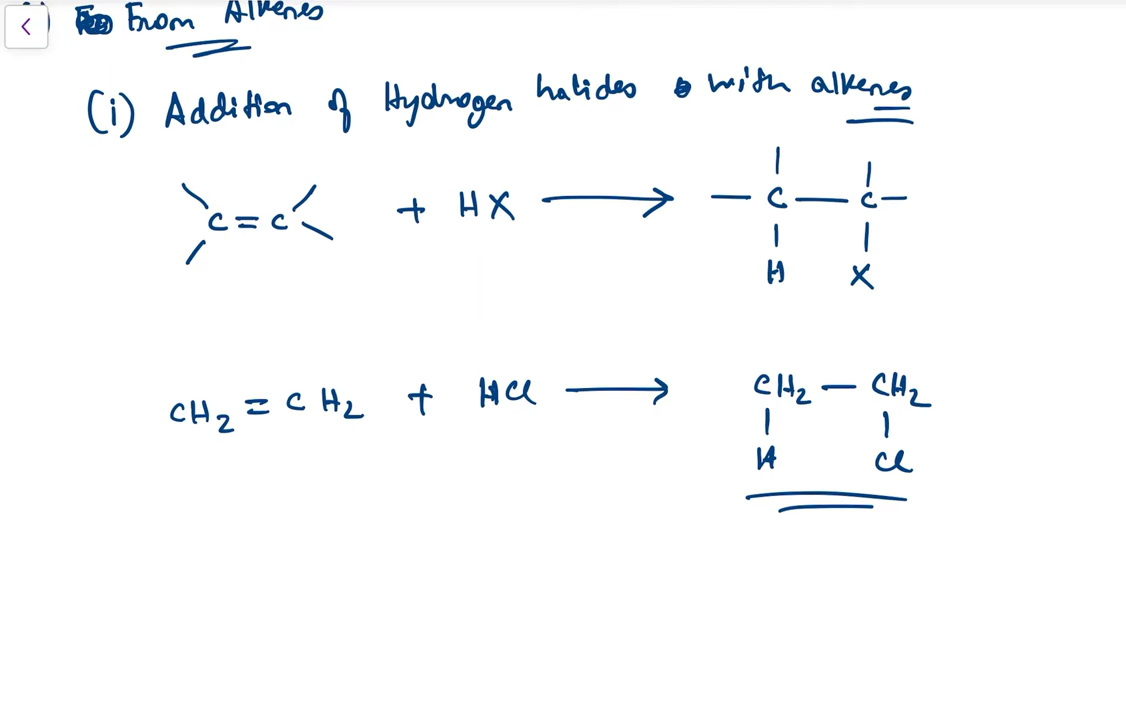 From Alkenes
(i) Addition of Hydrogen halides with alkenes
C=C + HX → — C — C —
H X
CH₂ = CH₂ + HCl → CH₂ — CH₂
H Cl